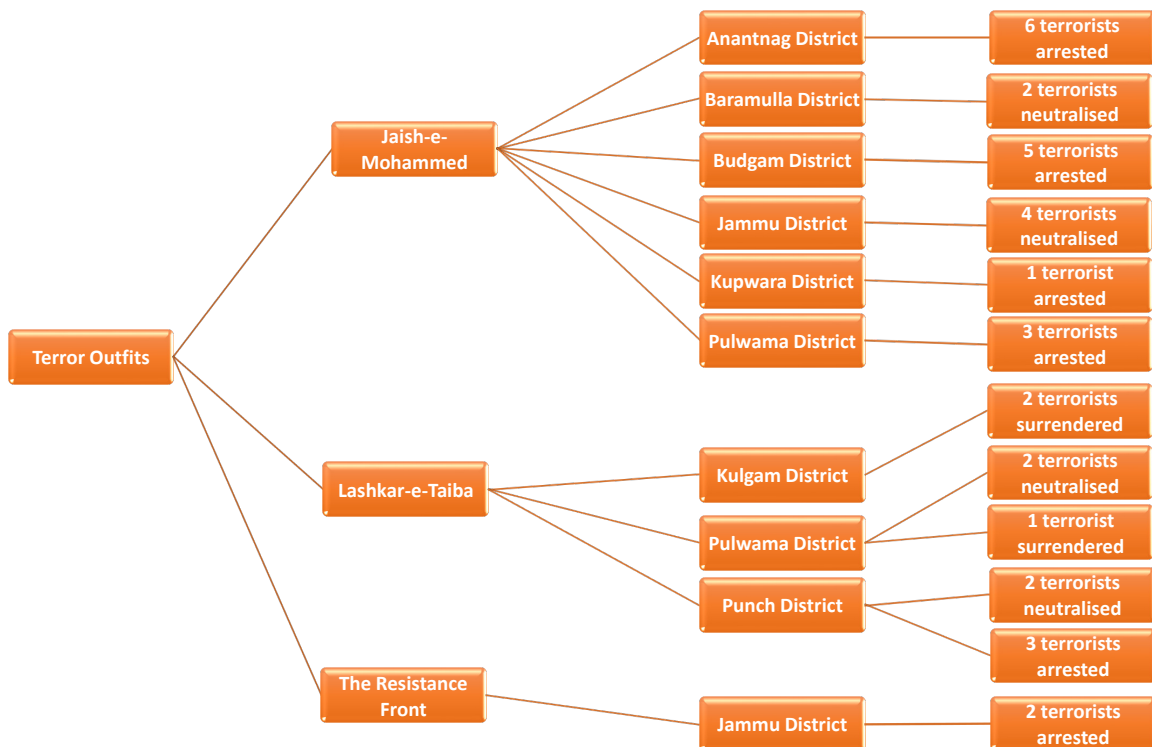 Terror Outfits
Jaish-e-
Mohammed
Anantnag District
6 terrorists
arrested
Baramulla District
2 terrorists
neutralised
Budgam District
5 terrorists
arrested
Jammu District
4 terrorists
neutralised
Kupwara District
1 terrorist
arrested
Pulwama District
3 terrorists
arrested
Lashkar-e-Taiba
Kulgam District
2 terrorists
surrendered
Pulwama District
2 terrorists
neutralised
1 terrorist
surrendered
Punch District
2 terrorists
neutralised
3 terrorists
arrested
The Resistance
Front
Jammu District
2 terrorists
arrested